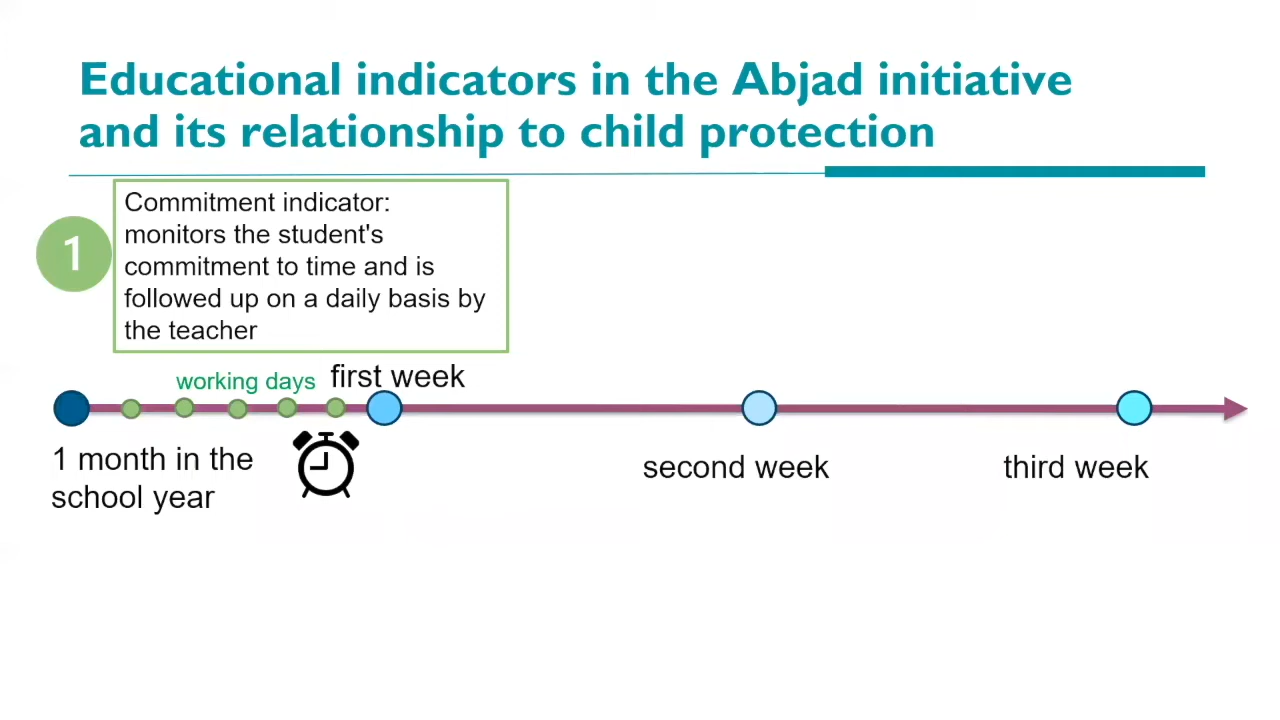 Educational indicators in the Abjad initiative
and its relationship to child protection
1
Commitment indicator:
monitors the student's
commitment to time and is
followed up on a daily basis by
the teacher
working days
first week
1 month in the
school year
second week
third week